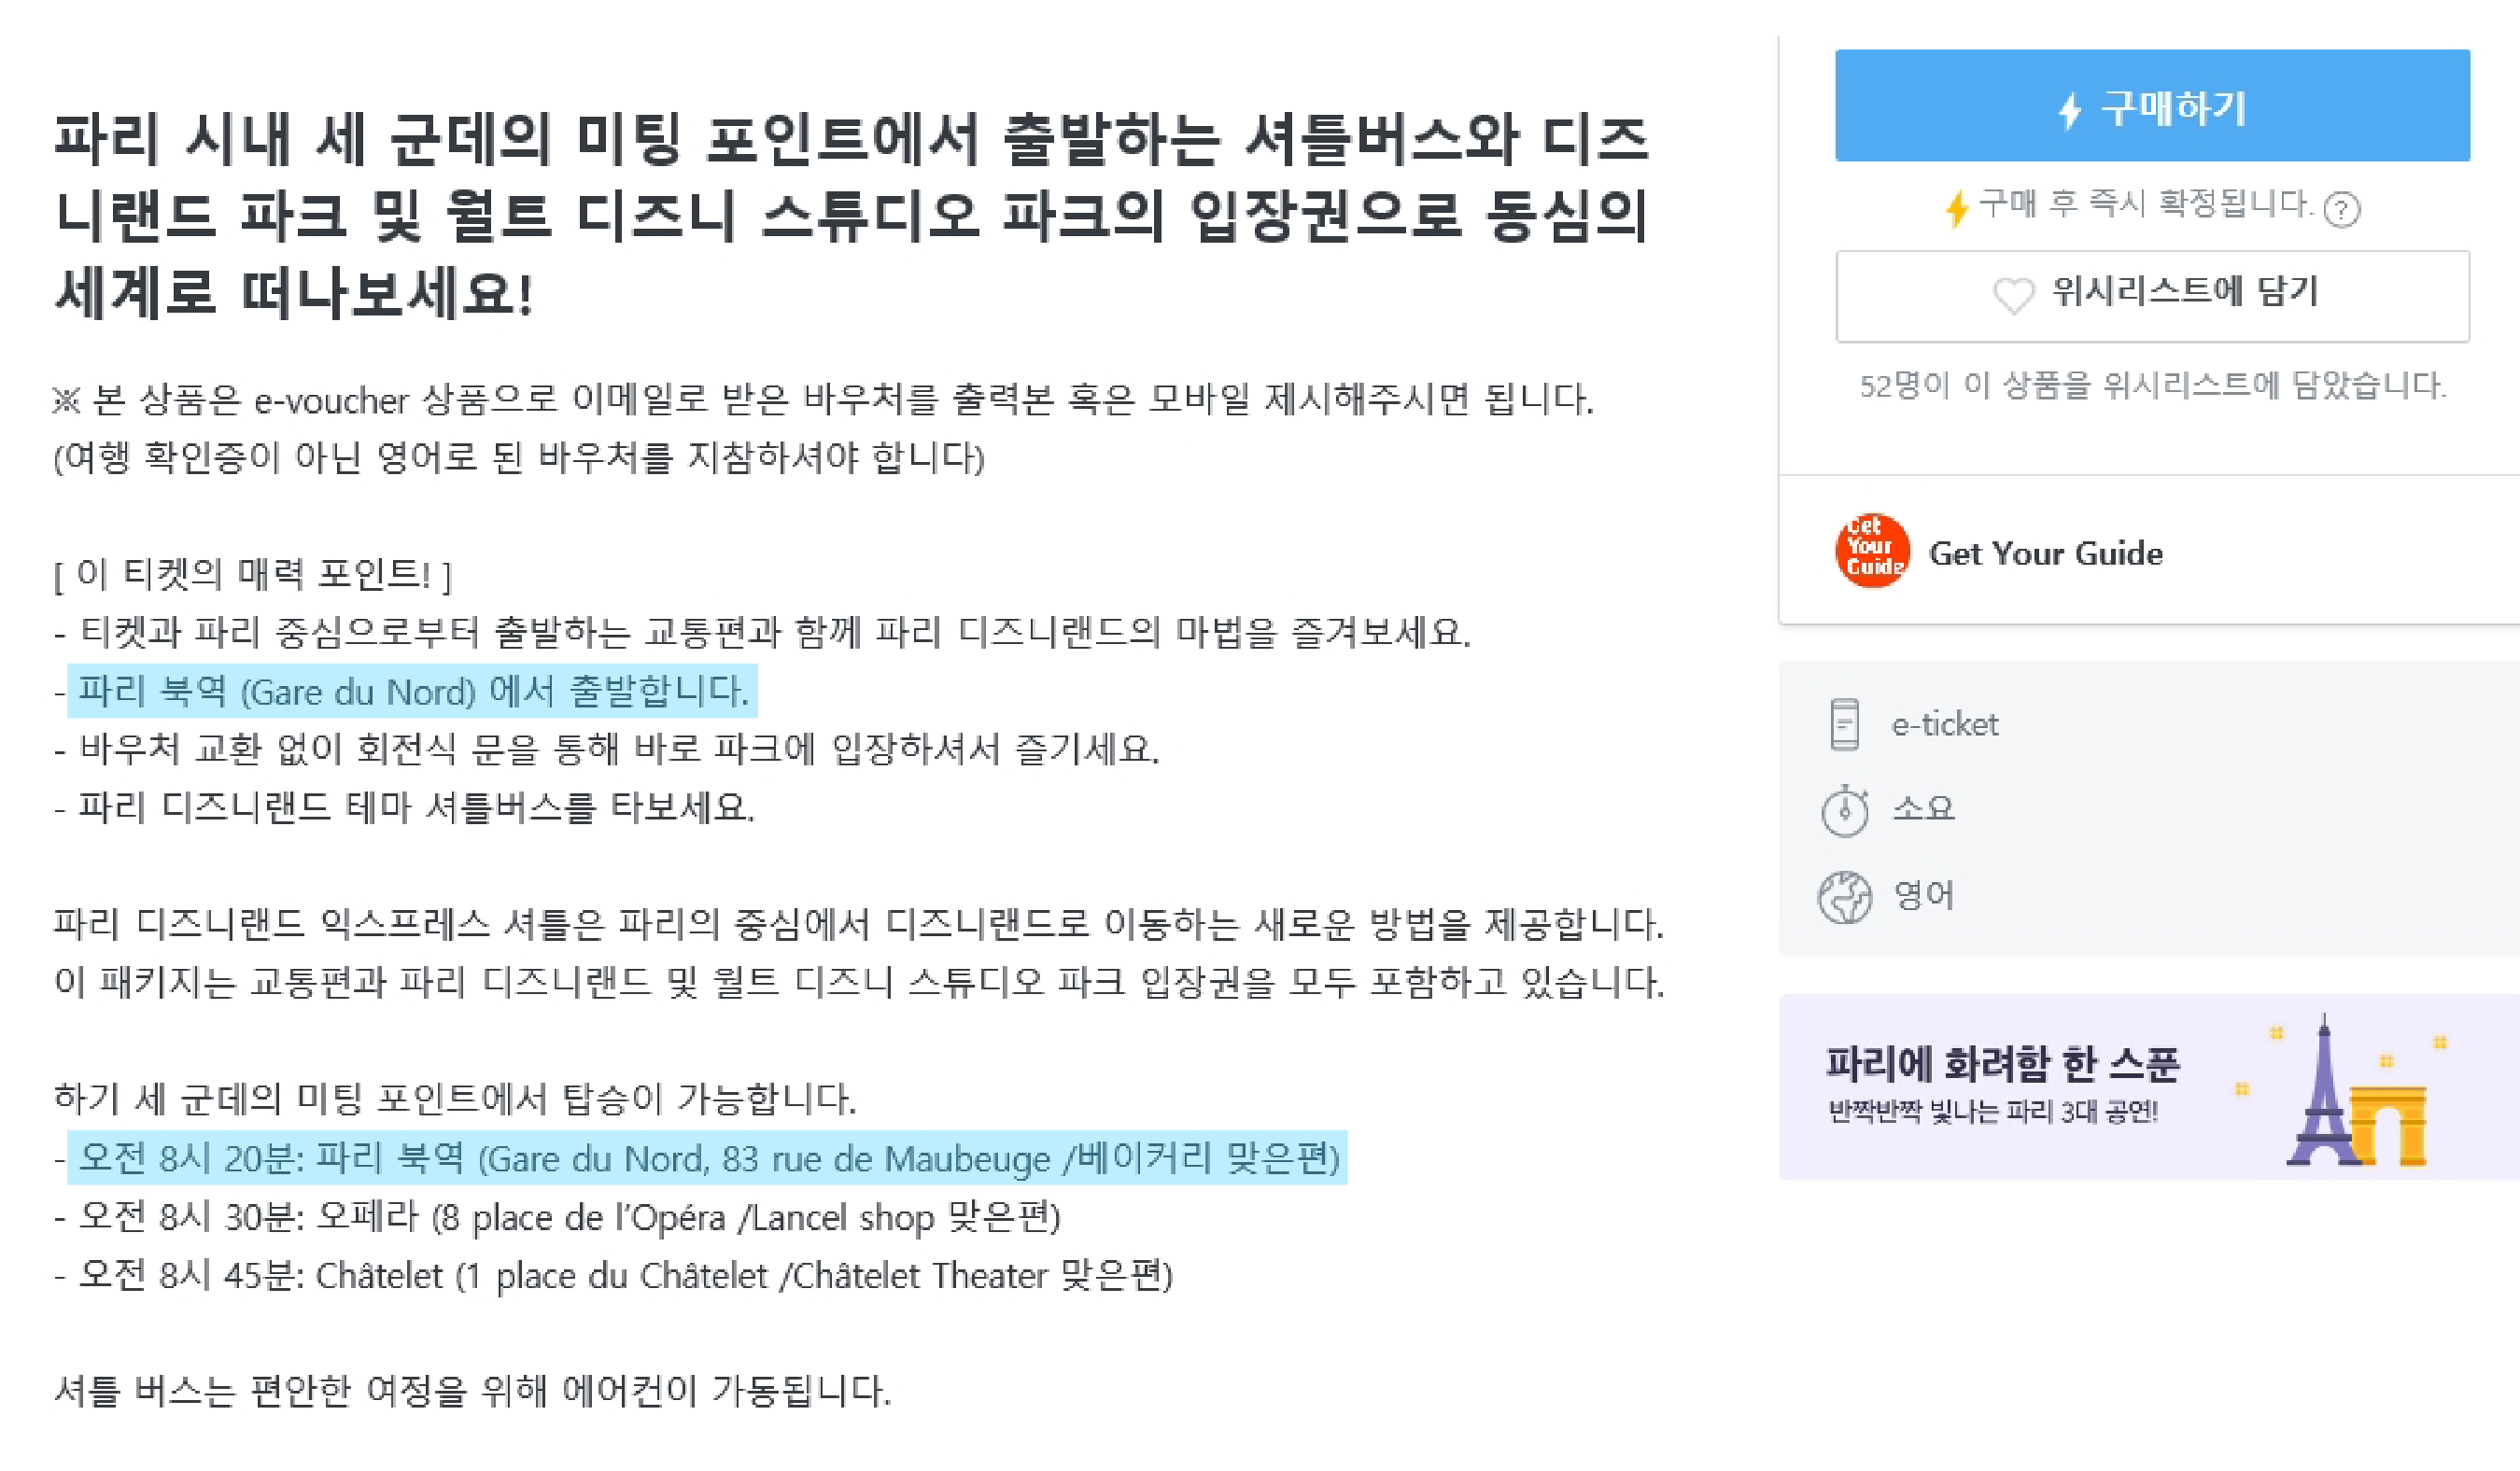 파리 시내 세 군데의 미팅 포인트에서 출발하는 셔틀버스와 디즈
니랜드 파크 및 월트 디즈니 스튜디오 파크의 입장권으로 동심의
세계로 떠나보세요!
※ 본 상품은 e-voucher 상품으로 이메일로 받은 바우처를 출력본 혹은 모바일 제시해주시면 됩니다.
(여행 확인증이 아닌 영어로 된 바우처를 지참하셔야 합니다)
[ 이 티켓의 매력 포인트! ]
- 티켓과 파리 중심으로부터 출발하는 교통편과 함께 파리 디즈니랜드의 마법을 즐겨보세요.
- 파리 북역 (Gare du Nord) 에서 출발합니다.
- 바우처 교환 없이 회전식 문을 통해 바로 파크에 입장하셔서 즐기세요.
- 파리 디즈니랜드 테마 셔틀버스를 타보세요.
파리 디즈니랜드 익스프레스 셔틀은 파리의 중심에서 디즈니랜드로 이동하는 새로운 방법을 제공합니다.
이 패키지는 교통편과 파리 디즈니랜드 및 월트 디즈니 스튜디오 파크 입장권을 모두 포함하고 있습니다.
하기 세 군데의 미팅 포인트에서 탑승이 가능합니다.
- 오전 8시 20분: 파리 북역 (Gare du Nord, 83 rue de Maubeuge /베이커리 맞은편)
- 오전 8시 30분: 오페라 (8 place de l’Opéra /Lancel shop 맞은편)
- 오전 8시 45분: Châtelet (1 place du Châtelet /Châtelet Theater 맞은편)
셔틀 버스는 편안한 여정을 위해 에어컨이 가동됩니다.
구매하기
구매 후 즉시 확정됩니다. ?
위시리스트에 담기
52명이 이 상품을 위시리스트에 담았습니다.
Get
Your
Guide
Get Your Guide
e-ticket
소요
영어
파리에 화려함 한 스푼
반짝반짝 빛나는 파리 3대 공연!